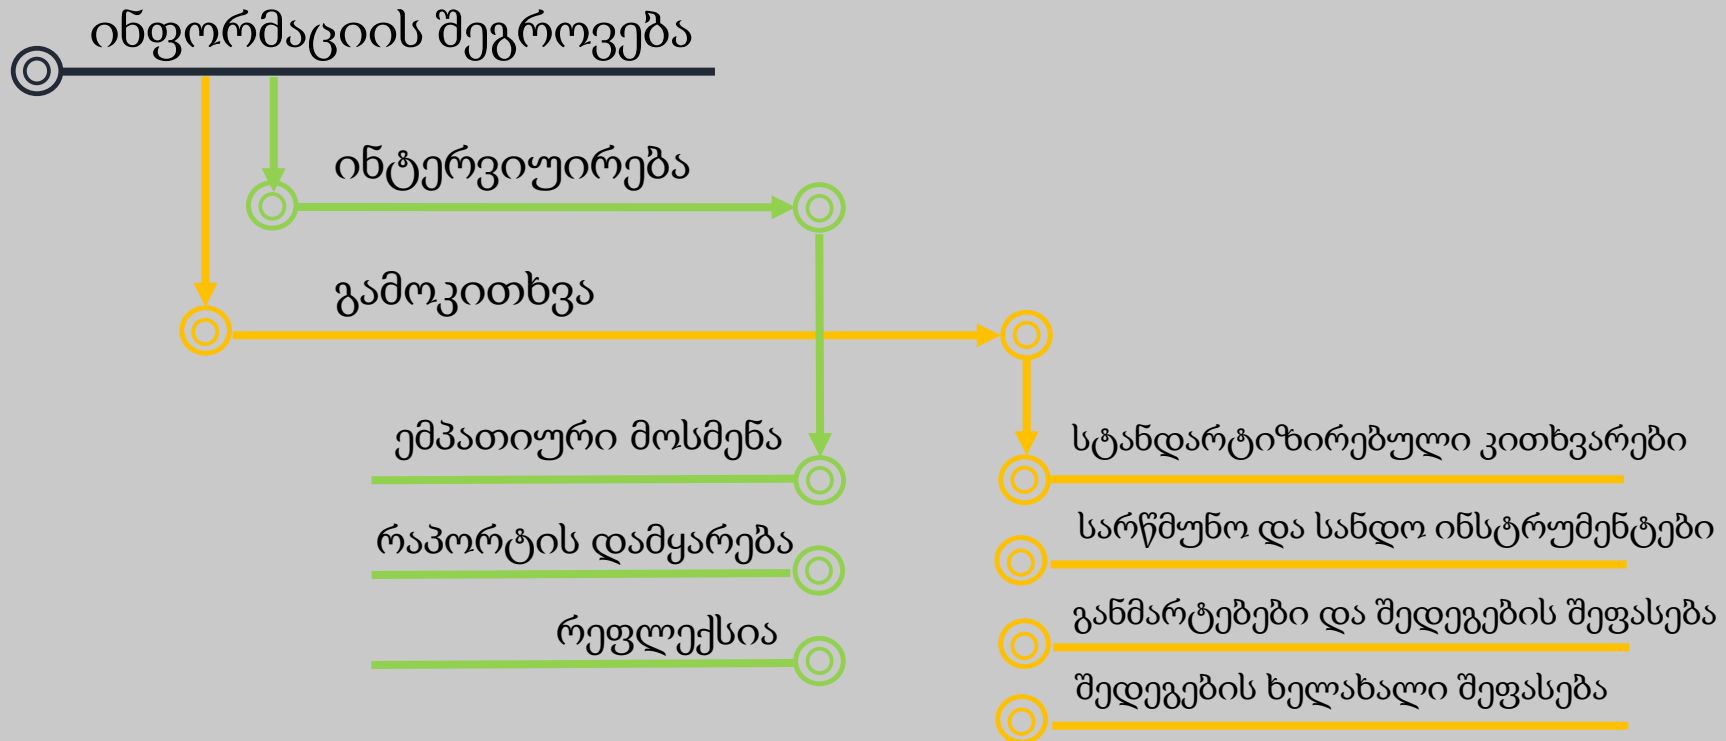 ინფორმაციის შეგროვება
ინტერვიუირება
გამოკითხვა
ემპათიური მოსმენა
რაპორტის დამყარება
რეფლექსია
სტანდარტიზირებული კითხვარები
სარწმუნო და სანდო ინსტრუმენტები
განმარტებები და შედეგების შეფასება
შედეგების ხელახალი შეფასება